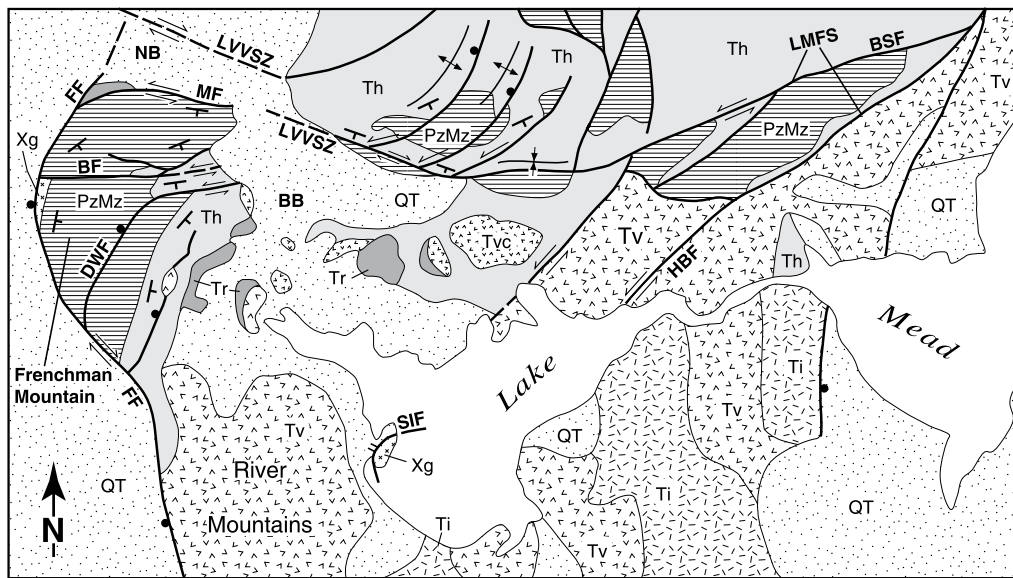 LVVSZ
Th
LMFS
BSF
NB
Th
Tv
FF
MF
Xg
LVVSZ
PzMz
PzMz
BF
PzMz
Th
BB
QT
QT
Tvc
Tv
DWF
HBF
Th
Tr
Tr
Mead
Lake
Ti
Frenchman
Mountain
FF
Tv
Tv
SIF
QT
Xg
River
QT
Ti
QT
N
Mountains
Ti
Tv